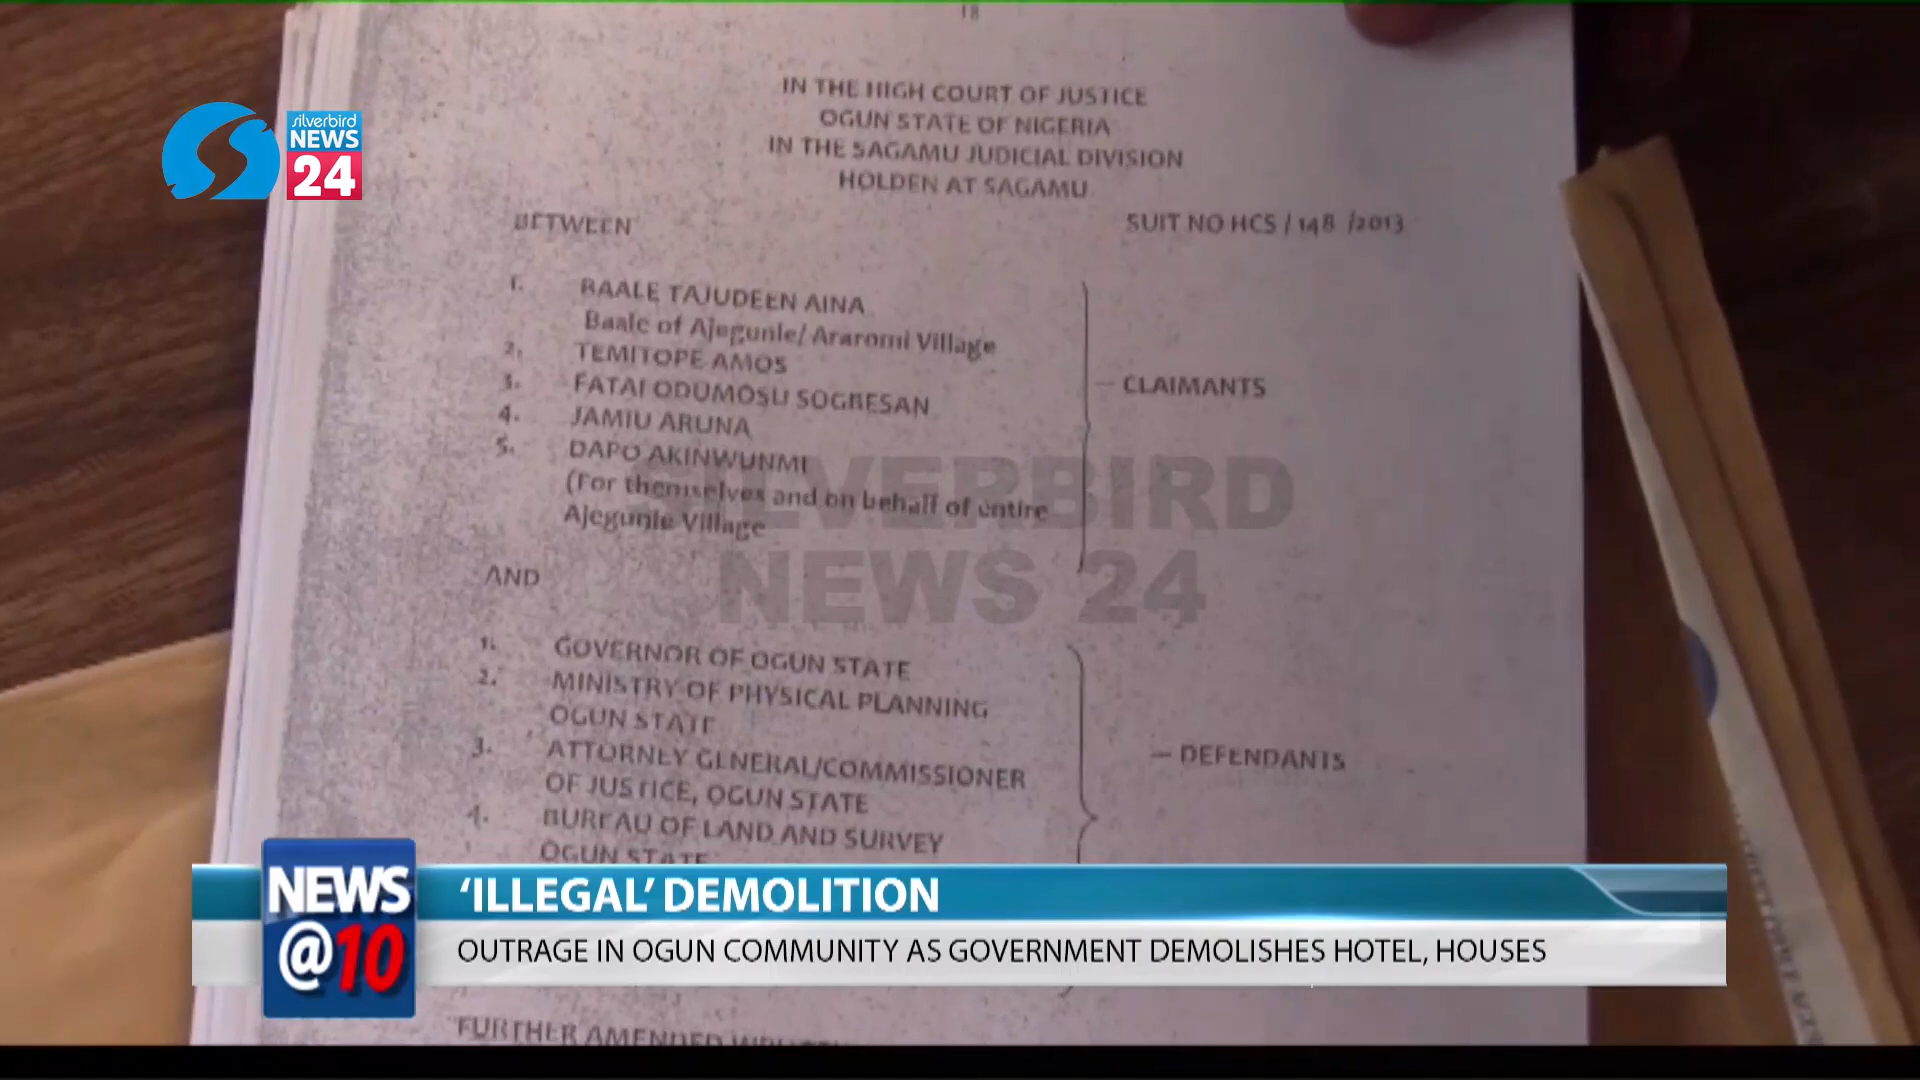 18
IN THE HIGH COURT OF JUSTICE
OGUN STATE OF NIGERIA
IN THE SAGAMU JUDICIAL DIVISION
HOLDEN AT SAGAMU
silverbird
NEWS
24
BETWEEN
SUIT NO HCS / 148 /2013
1. BAALE TAJUDEEN AINA
Baale of Ajegunle/ Araromi Village
2. TEMITOPE AMOS
3. FATAI ODUMOSU SOGBESAN
4. JAMIU ARUNA
5. DAPO AKINWUNMI
(For themselves and on behalf of entire
Ajegunle Village
— CLAIMANTS
SILVERBIRD
NEWS 24
AND
1. GOVERNOR OF OGUN STATE
2. MINISTRY OF PHYSICAL PLANNING
OGUN STATE
3. ATTORNEY GENERAL/COMMISSIONER
OF JUSTICE, OGUN STATE
4. BUREAU OF LAND AND SURVEY
OGUN STATE
— DEFENDANTS
NEWS
@10
‘ILLEGAL’ DEMOLITION
OUTRAGE IN OGUN COMMUNITY AS GOVERNMENT DEMOLISHES HOTEL, HOUSES
FURTHER AMENDED